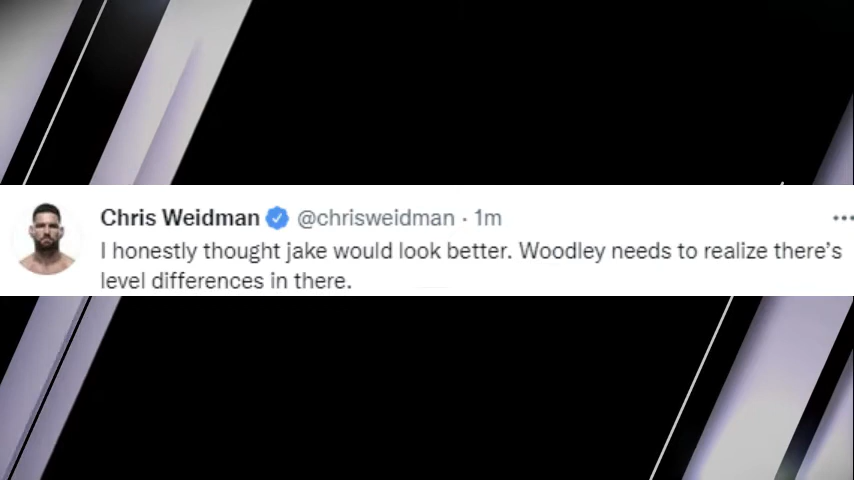 Chris Weidman @chrisweidman · 1m
I honestly thought jake would look better. Woodley needs to realize there's
level differences in there.